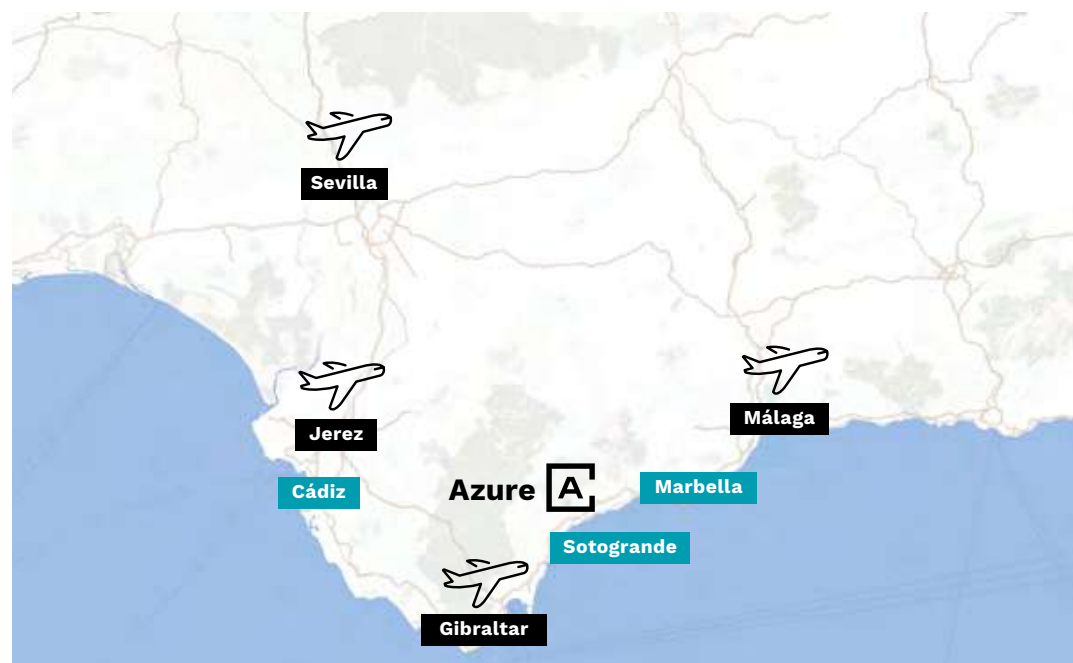 Sevilla
Málaga
Jerez
Azure A
Marbella
Cádiz
Sotogrande
Gibraltar